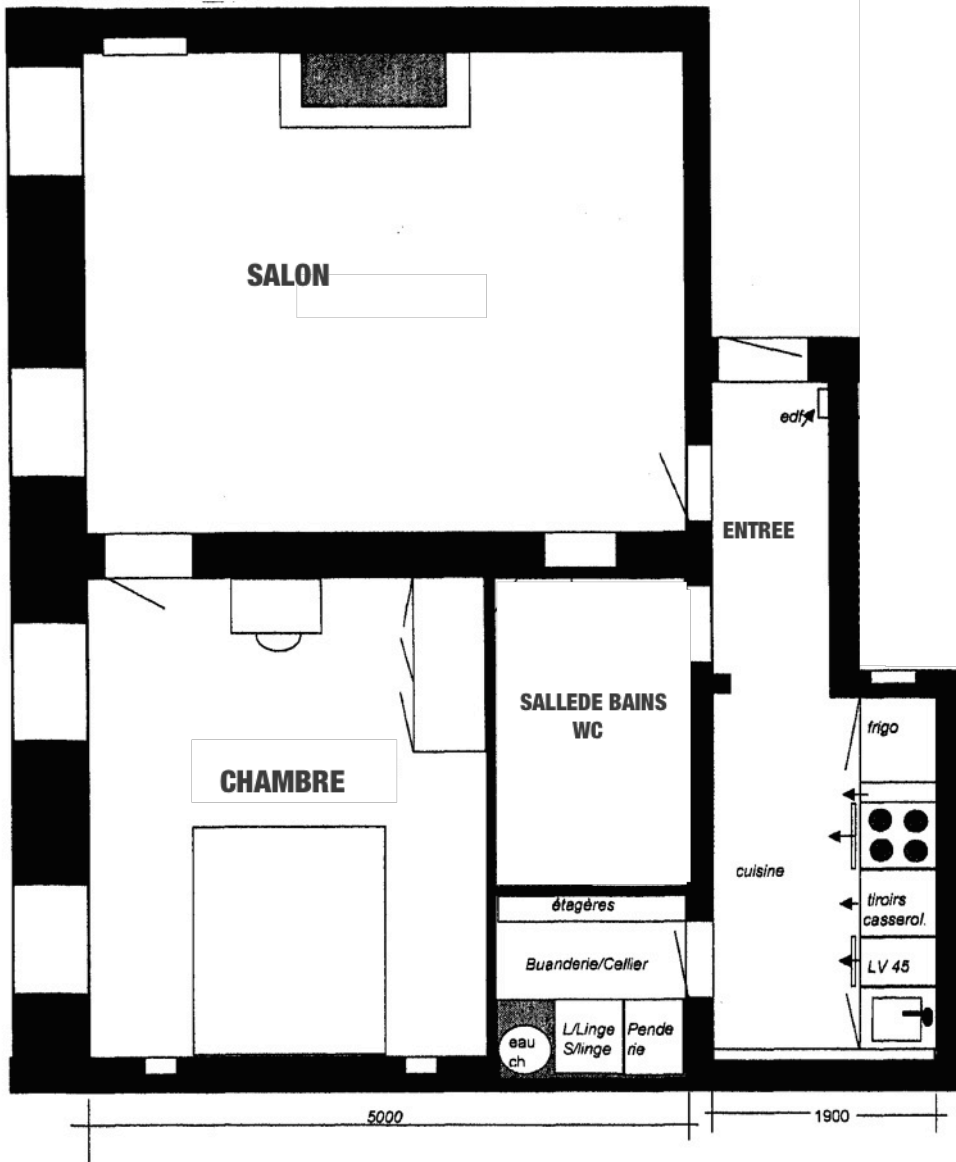 SALON
edf
ENTREE
SALLEDE BAINS
WC
frigo
CHAMBRE
cuisine
tiroirs
casserol.
étagères
Buanderie/Cellier
LV 45
eau
ch
L/Linge
S/linge
Pende
rie
5000
1900